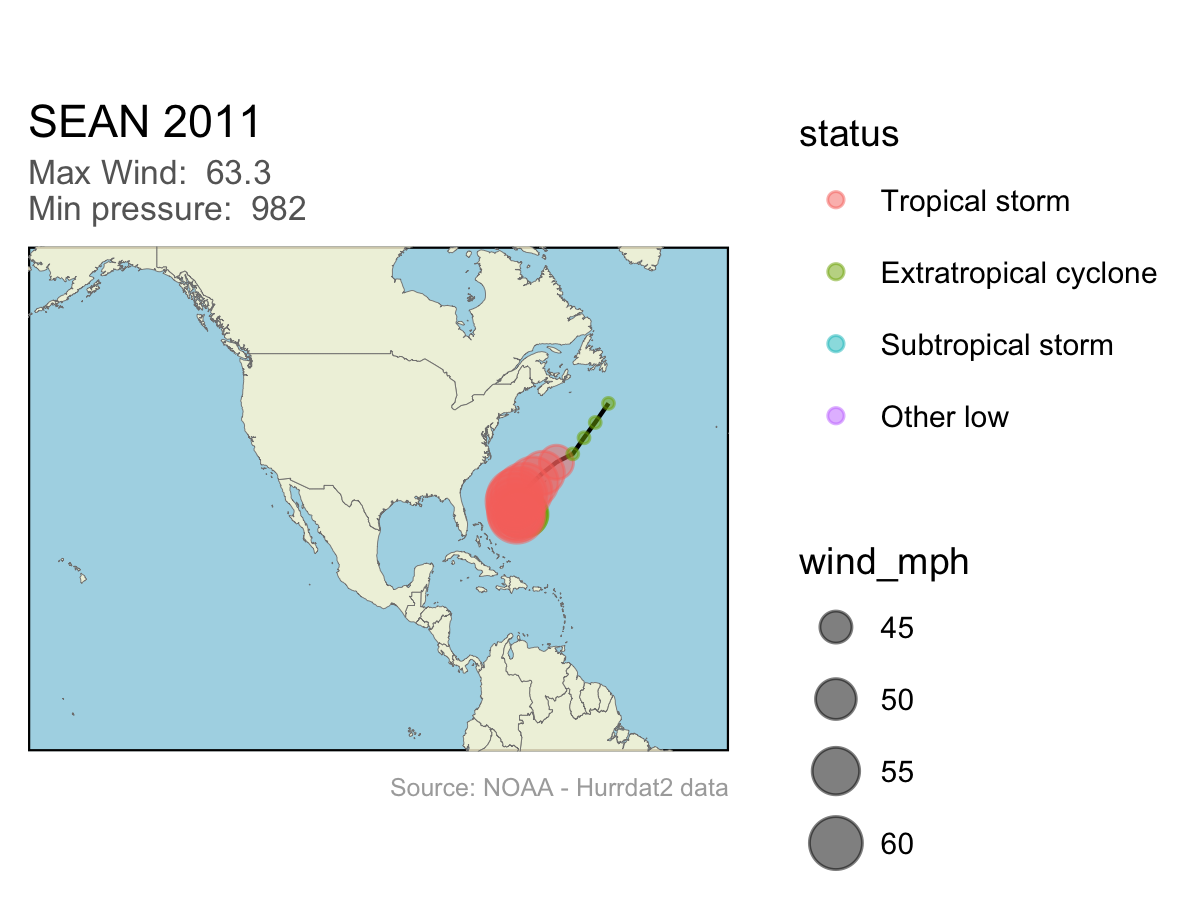 SEAN 2011
Max Wind:  63.3
Min pressure:  982
status
Tropical storm
Extratropical cyclone
Subtropical storm
Other low
wind_mph
45
50
55
60
Source: NOAA - Hurrdat2 data